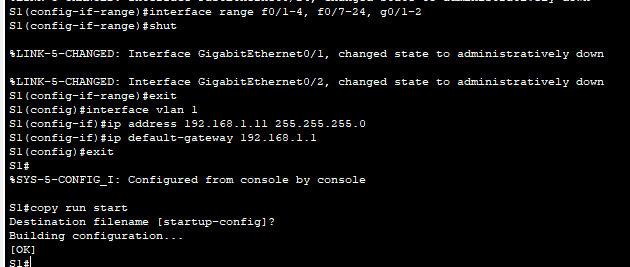 S1(config-if-range)#interface range f0/1-4, f0/7-24, g0/1-2
S1(config-if-range)#shut
%LINK-5-CHANGED: Interface GigabitEthernet0/1, changed state to administratively down
%LINK-5-CHANGED: Interface GigabitEthernet0/2, changed state to administratively down
S1(config-if-range)#exit
S1(config)#interface vlan 1
S1(config-if)#ip address 192.168.1.11 255.255.255.0
S1(config-if)#ip default-gateway 192.168.1.1
S1(config)#exit
S1#
%SYS-5-CONFIG_I: Configured from console by console
S1#copy run start
Destination filename [startup-config]?
Building configuration...
[OK]
S1#